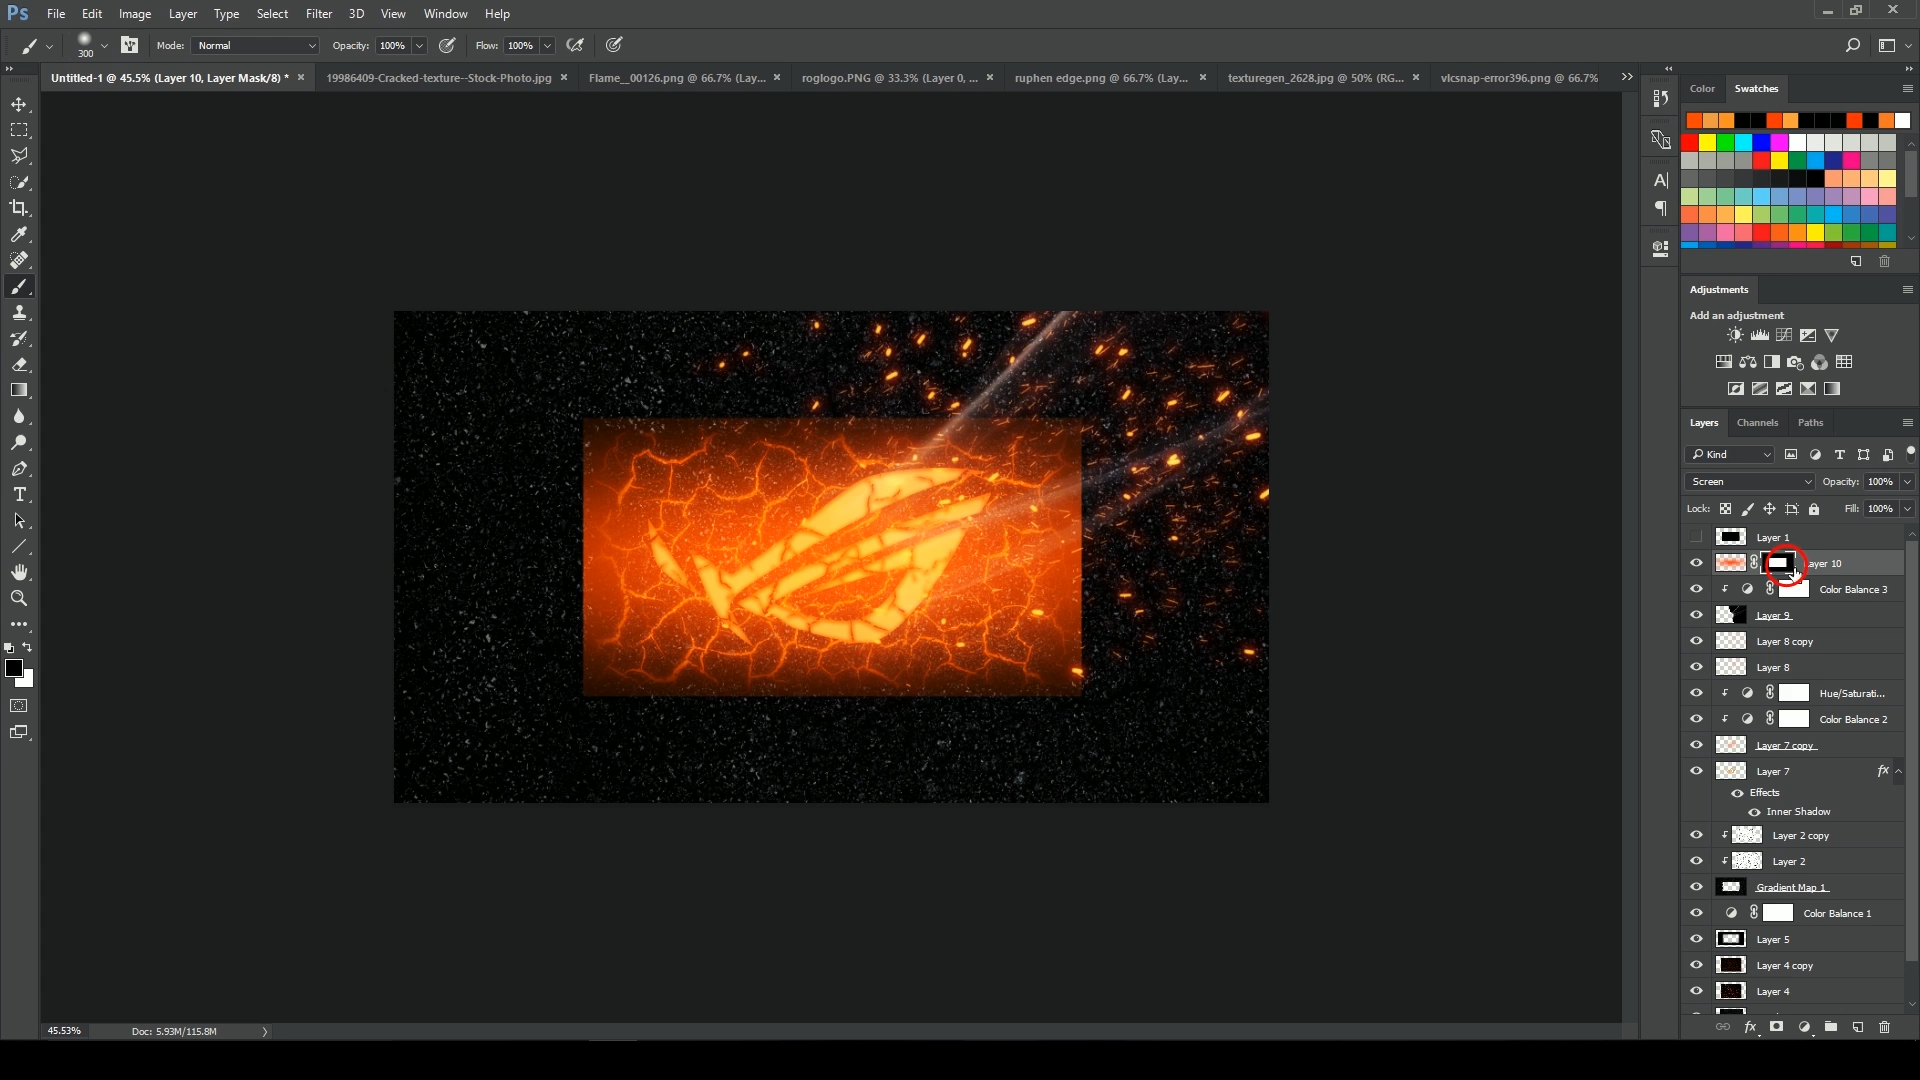 Ps File Edit Image Layer Type Select Filter 3D View Window Help
300 Mode: Normal Opacity: 100% Flow: 100%
Untitled-1 @ 45.5% (Layer 10, Layer Mask/8) * × 19986409-Cracked-texture--Stock-Photo.jpg × Flame__00126.png @ 66.7% (Lay... × roglogo.PNG @ 33.3% (Layer 0, ... × ruphen edge.png @ 66.7% (Lay... × texturegen_2628.jpg @ 50% (RG... × vlcsnap-error396.png @ 66.7%
Color Swatches
Adjustments
Add an adjustment
Layers Channels Paths
Kind
Screen Opacity: 100%
Lock: Fill: 100%
Layer 1
ayer 10
Color Balance 3
Layer 9
Layer 8 copy
Layer 8
Hue/Saturati...
Color Balance 2
Layer 7 copy
Layer 7 fx
Effects
Inner Shadow
Layer 2 copy
Layer 2
Gradient Map 1
Color Balance 1
Layer 5
Layer 4 copy
Layer 4
45.53% Doc: 5.93M/115.8M
fx